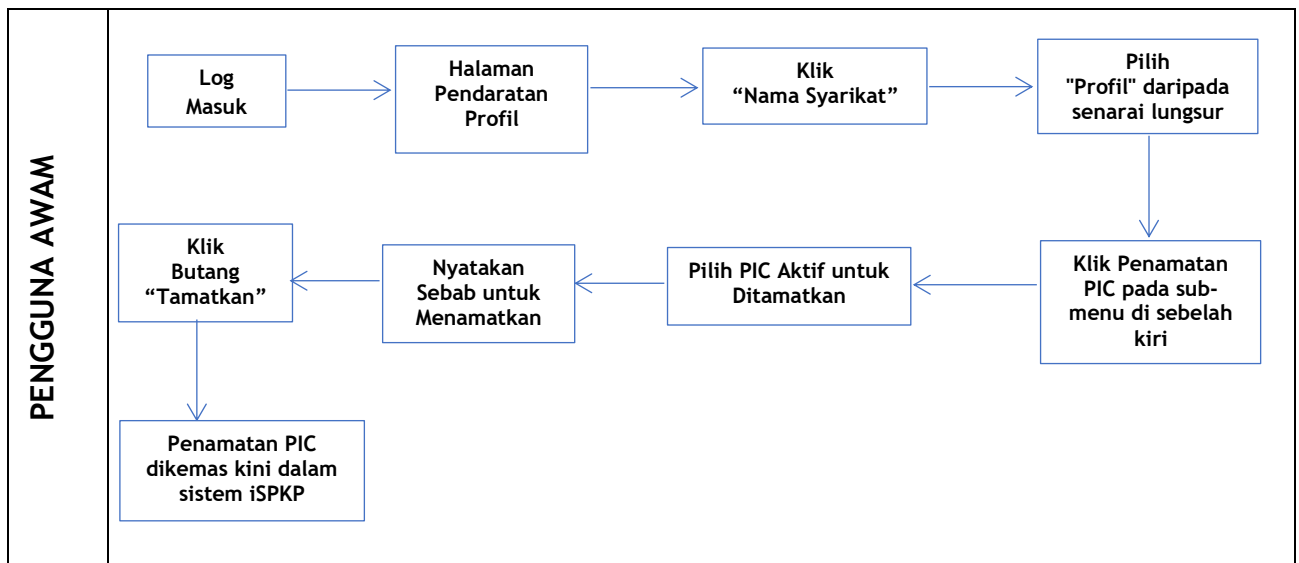 PENGGUNA AWAM
Log
Masuk
Halaman
Pendaratan
Profil
Klik
“Nama Syarikat”
Pilih
"Profil" daripada
senarai lungsur
Klik Penamatan
PIC pada sub-
menu di sebelah
kiri
Pilih PIC Aktif untuk
Ditamatkan
Nyatakan
Sebab untuk
Menamatkan
Klik
Butang
“Tamatkan”
Penamatan PIC
dikemas kini dalam
sistem iSPKP